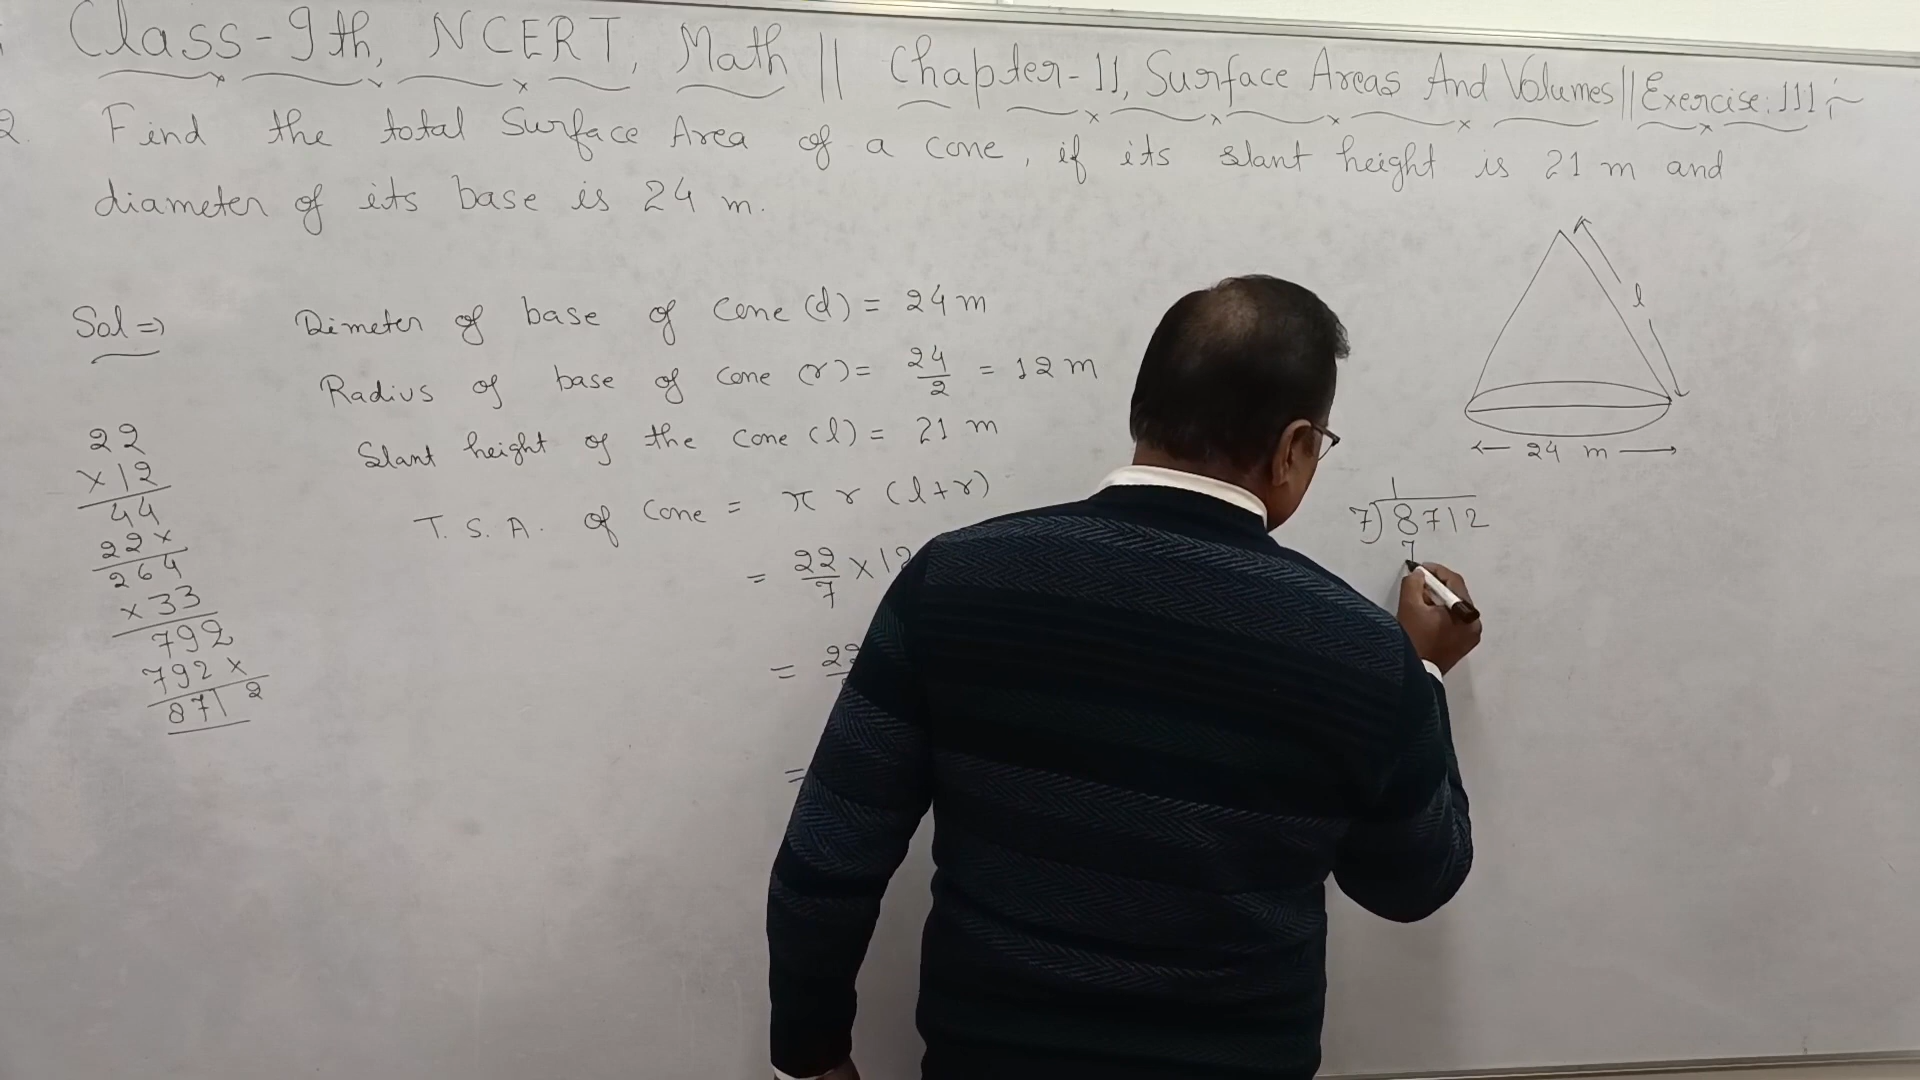 Class-9th, NCERT, Math || Chapter-11, Surface Areas And Volumes || Exercise: 111 ;~
2. Find the total Surface Area of a cone, if its slant height is 21 m and
diameter of its base is 24 m.
Sol => Dimeter of base of Cone (d) = 24 m
Radius of base of cone (r) = 24/2 = 12 m
Slant height of the cone (l) = 21 m
T. S. A. of Cone = π r (l+r)
= 22/7 × 12
= 22
=
22
×12
44
22×
264
×33
792
792×
8712
l
← 24 m →
1
7) 8712
7